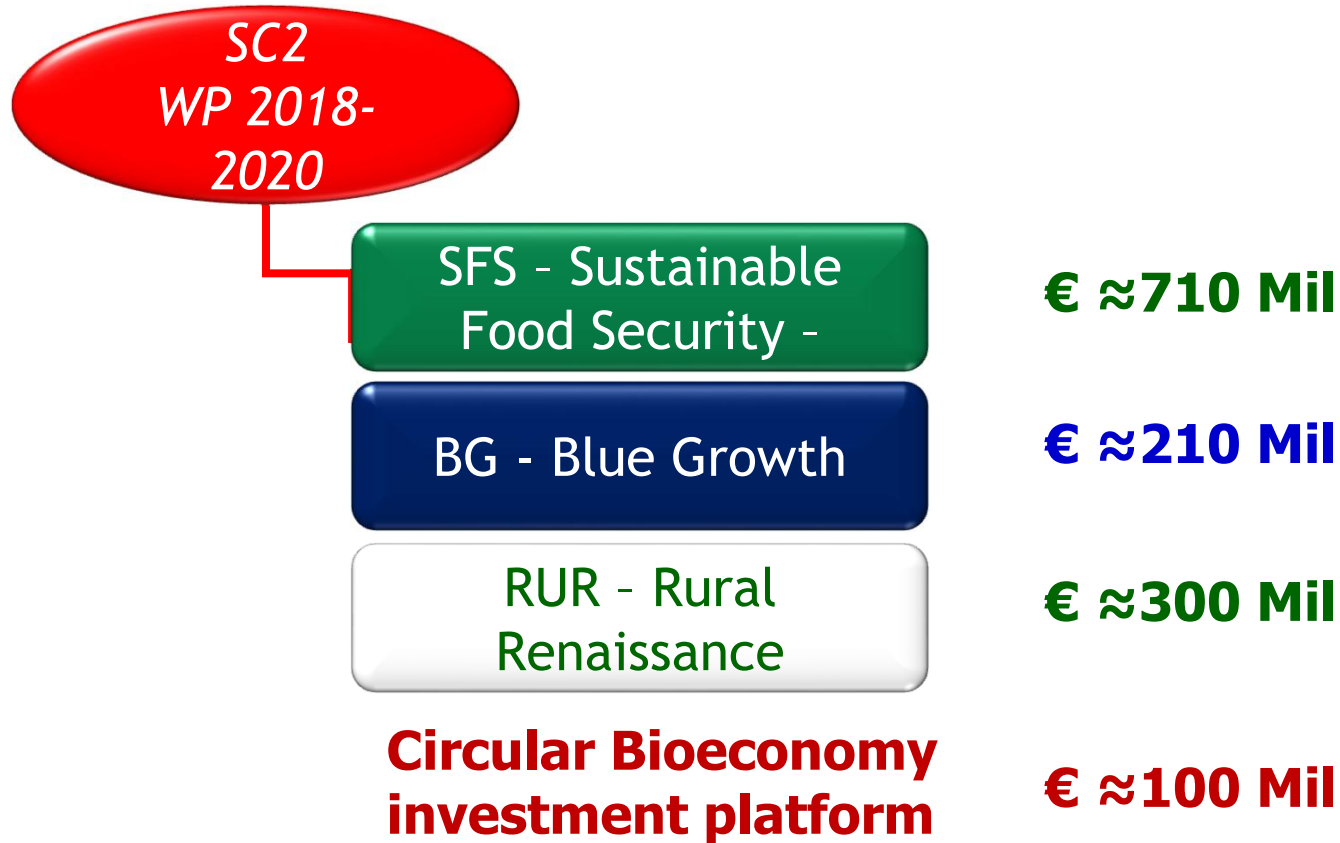 SC2
WP 2018-
2020
SFS – Sustainable
Food Security –
€ ≈710 Mil
BG - Blue Growth
€ ≈210 Mil
RUR – Rural
Renaissance
€ ≈300 Mil
Circular Bioeconomy
investment platform
€ ≈100 Mil